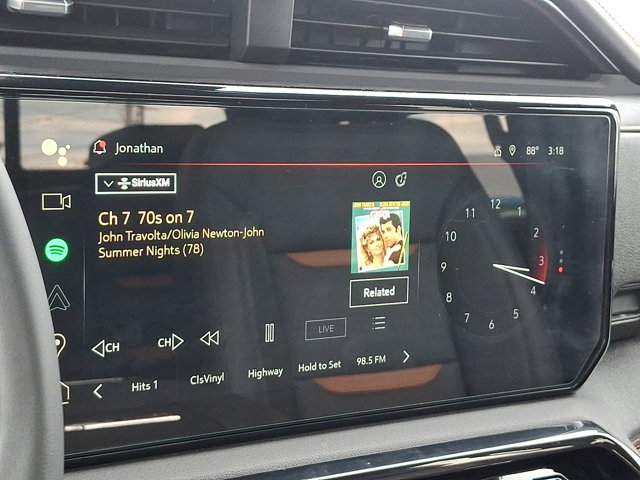 Jonathan
88° 3:18
SiriusXM
Ch 7 70s on 7
John Travolta/Olivia Newton-John
Summer Nights (78)
Related
CH
CH
LIVE
Hits 1
ClsVinyl
Highway
Hold to Set
98.5 FM
12
1
2
3
4
5
6
7
8
9
10
11